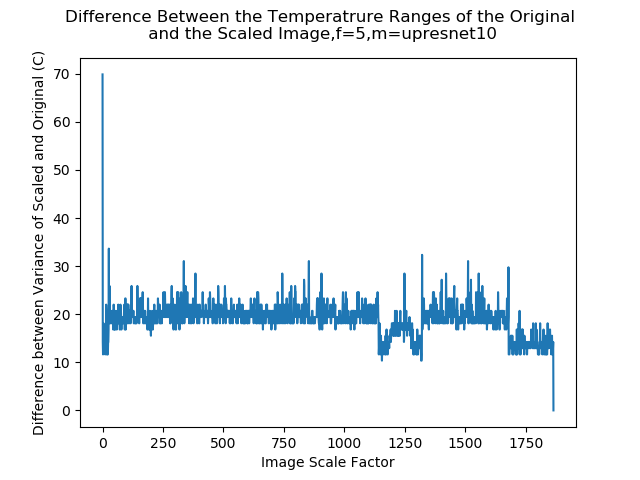 Difference Between the Temperatrure Ranges of the Original
and the Scaled Image,f=5,m=upresnet10
Difference between Variance of Scaled and Original (C)
70
60
50
40
30
20
10
0
0 250 500 750 1000 1250 1500 1750
Image Scale Factor